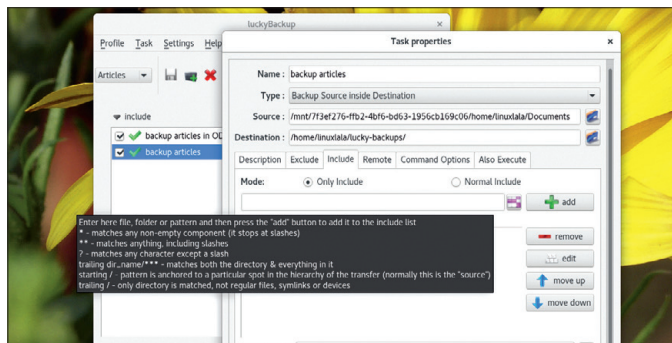 luckyBackup
Task properties
Profile Task Settings Help
Articles
include
backup articles in OD
backup articles
Name : backup articles
Type : Backup Source inside Destination
Source : /mnt/7f3ef276-ffb2-4bf6-bd63-1956cb169c06/home/linuxlala/Documents
Destination : /home/linuxlala/lucky-backups/
Description Exclude Include Remote Command Options Also Execute
Mode: Only Include Normal Include
add
Enter here file, folder or pattern and then press the "add" button to add it to the include list
* - matches any non-empty component (it stops at slashes)
** - matches anything, including slashes
? - matches any character except a slash
trailing dir_name/*** - matches both the directory & everything in it
starting / - pattern is anchored to a particular spot in the hierarchy of the transfer (normally this is the "source")
trailing / - only directory is matched, not regular files, symlinks or devices
remove
edit
move up
move down